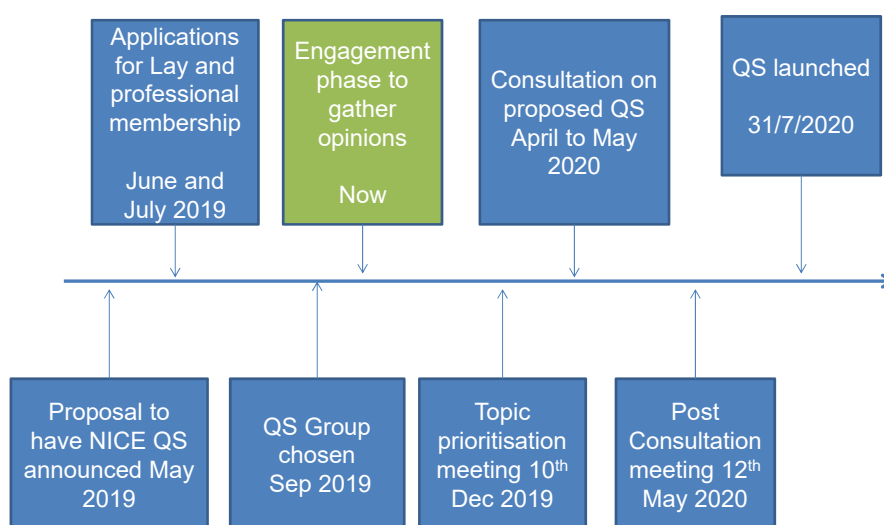 Applications
for Lay and
professional
membership
June and
July 2019
Engagement
phase to
gather
opinions
Now
Consultation on
proposed QS
April to May
2020
QS launched
31/7/2020
Proposal to
have NICE QS
announced May
2019
QS Group
chosen
Sep 2019
Topic
prioritisation
meeting 10th
Dec 2019
Post
Consultation
meeting 12th
May 2020